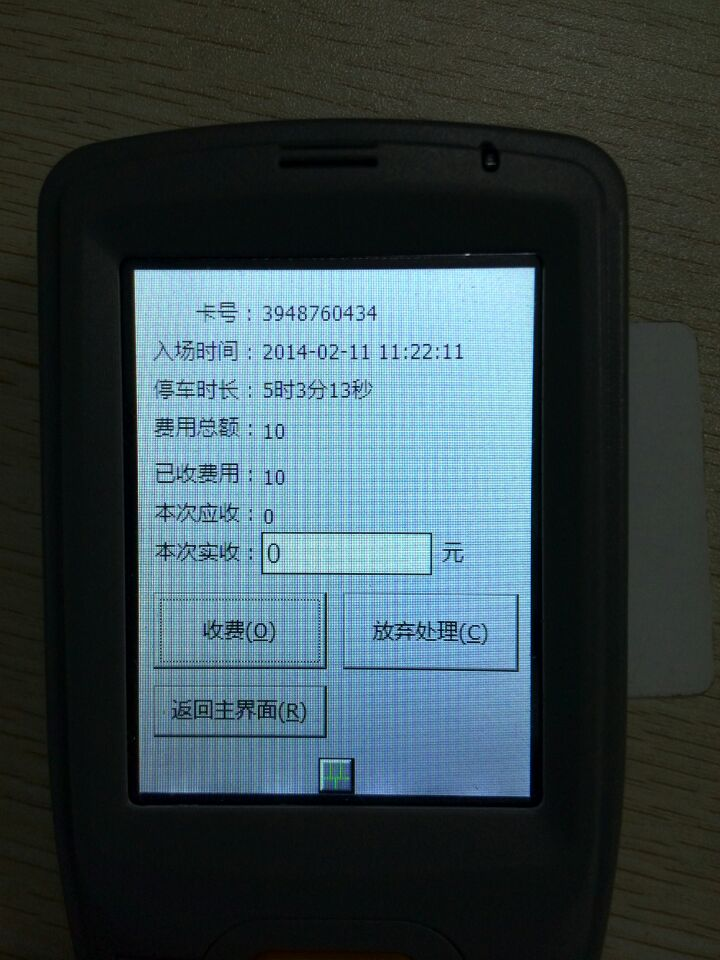 卡号：3948760434
入场时间：2014-02-11 11:22:11
停车时长：5时3分13秒
费用总额：10
已收费用：10
本次应收：0
本次实收：0 元
收费(O) 放弃处理(C)
返回主界面(R)